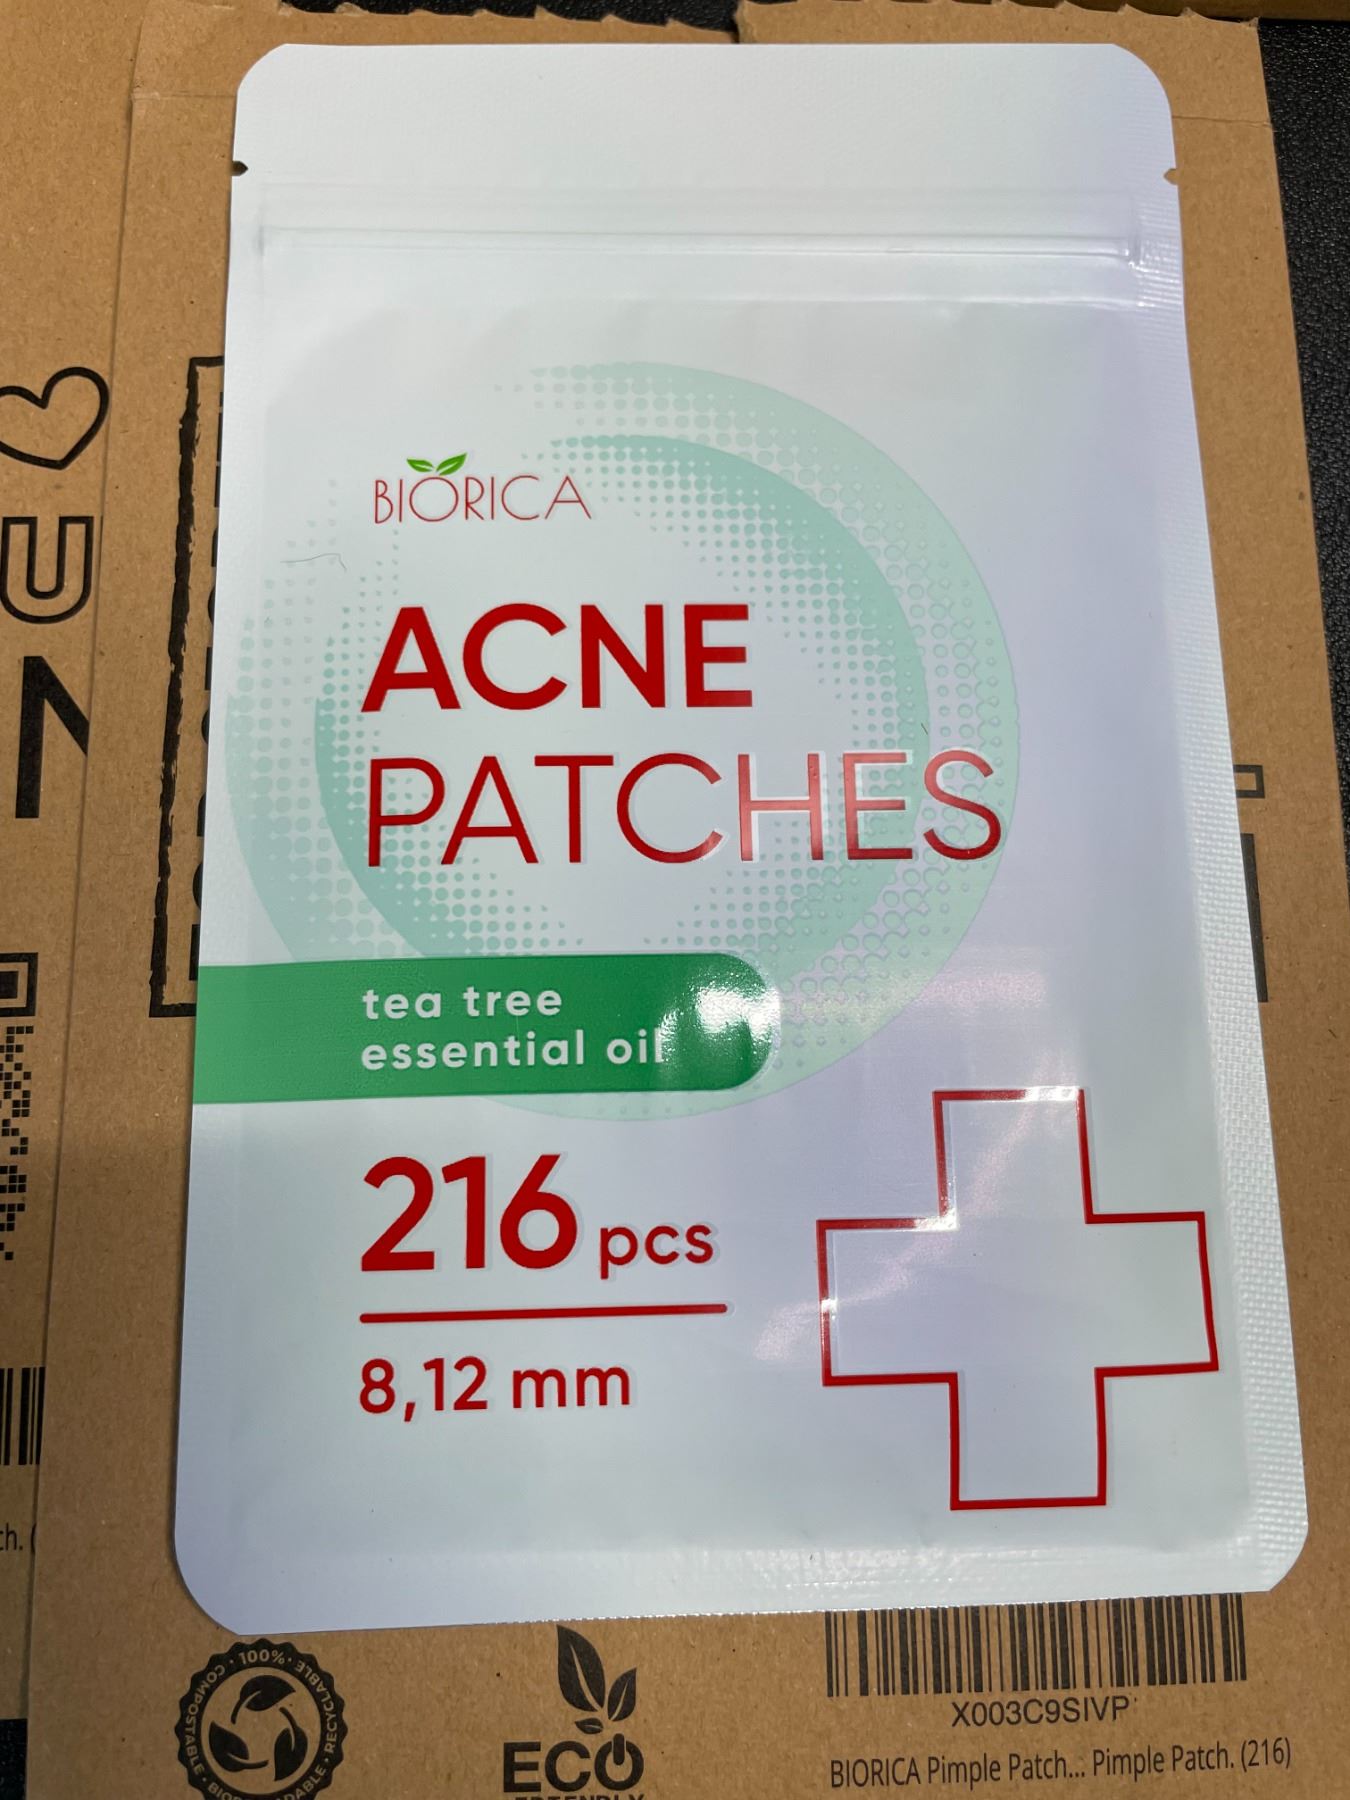 BIORICA
ACNE
PATCHES
tea tree
essential oil
216 pcs
8,12 mm
U
N
ch. (
100%
RECYCLABLE
COMPOSTABLE
ECO
X003C9SIVP
BIORICA Pimple Patch... Pimple Patch. (216)